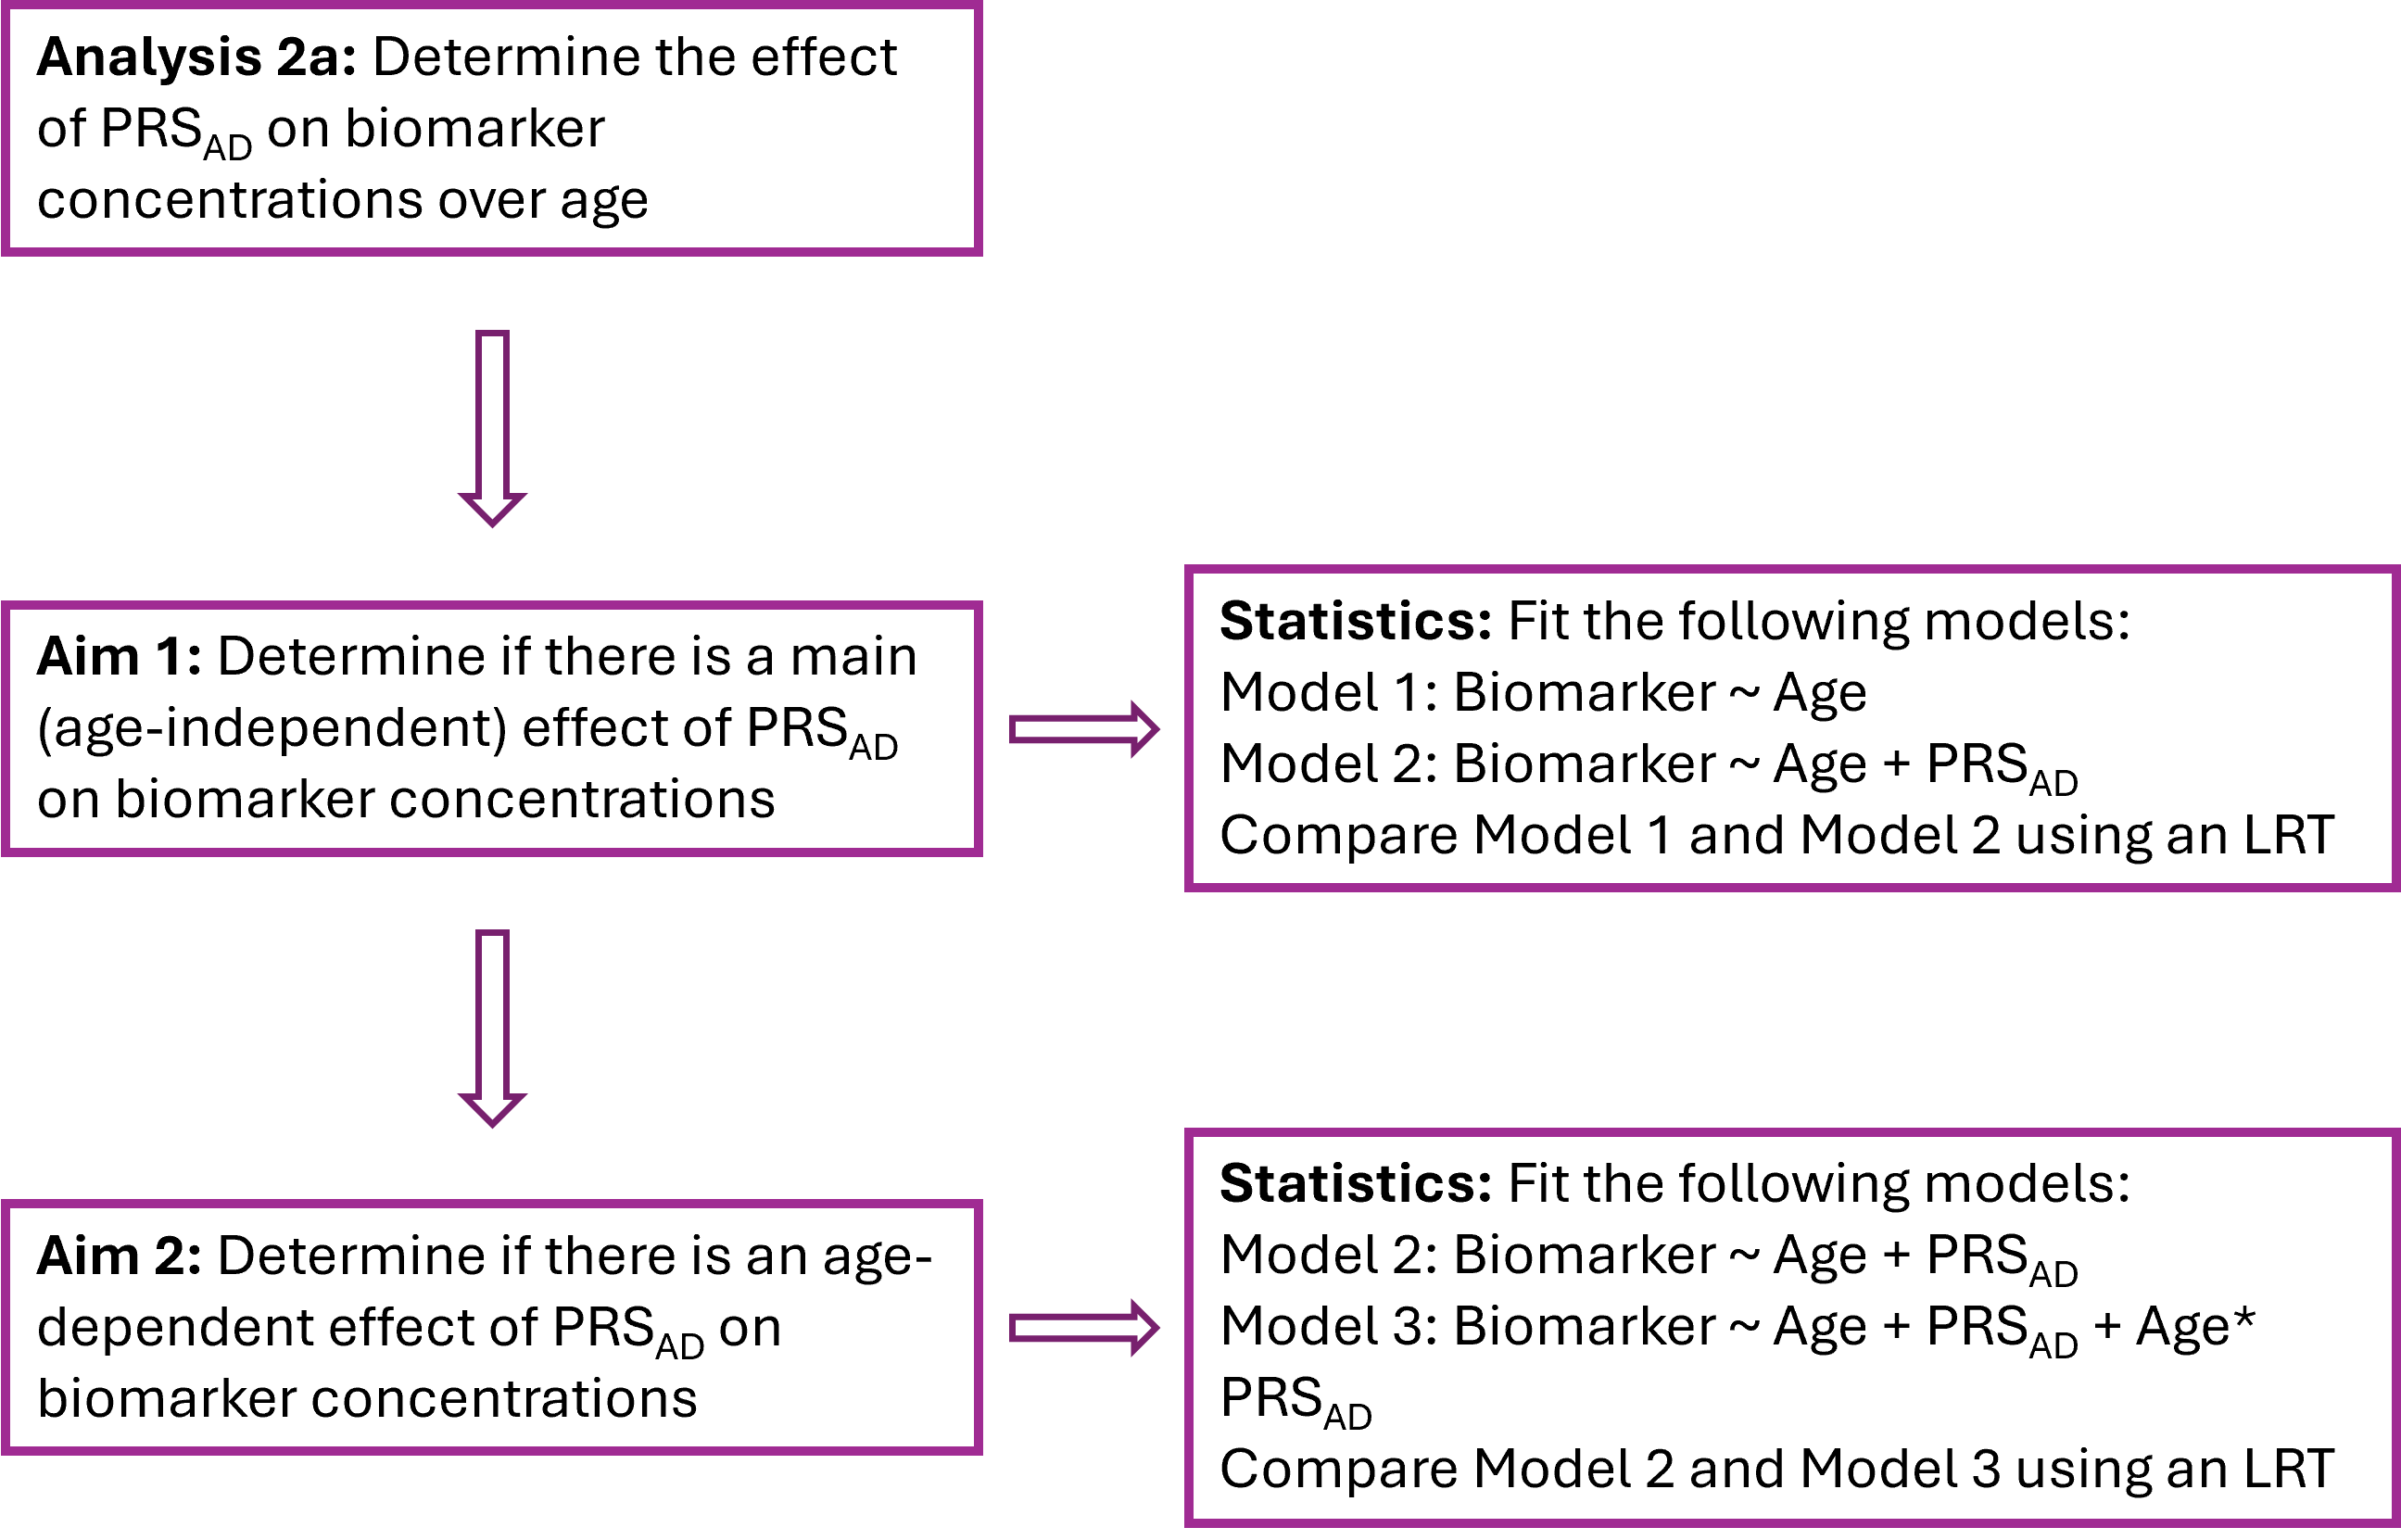 Analysis 2a: Determine the effect
of PRSAD on biomarker
concentrations over age
Aim 1: Determine if there is a main
(age-independent) effect of PRSAD
on biomarker concentrations
Statistics: Fit the following models:
Model 1: Biomarker ~ Age
Model 2: Biomarker ~ Age + PRSAD
Compare Model 1 and Model 2 using an LRT
Aim 2: Determine if there is an age-
dependent effect of PRSAD on
biomarker concentrations
Statistics: Fit the following models:
Model 2: Biomarker ~ Age + PRSAD
Model 3: Biomarker ~ Age + PRSAD + Age*
PRSAD
Compare Model 2 and Model 3 using an LRT